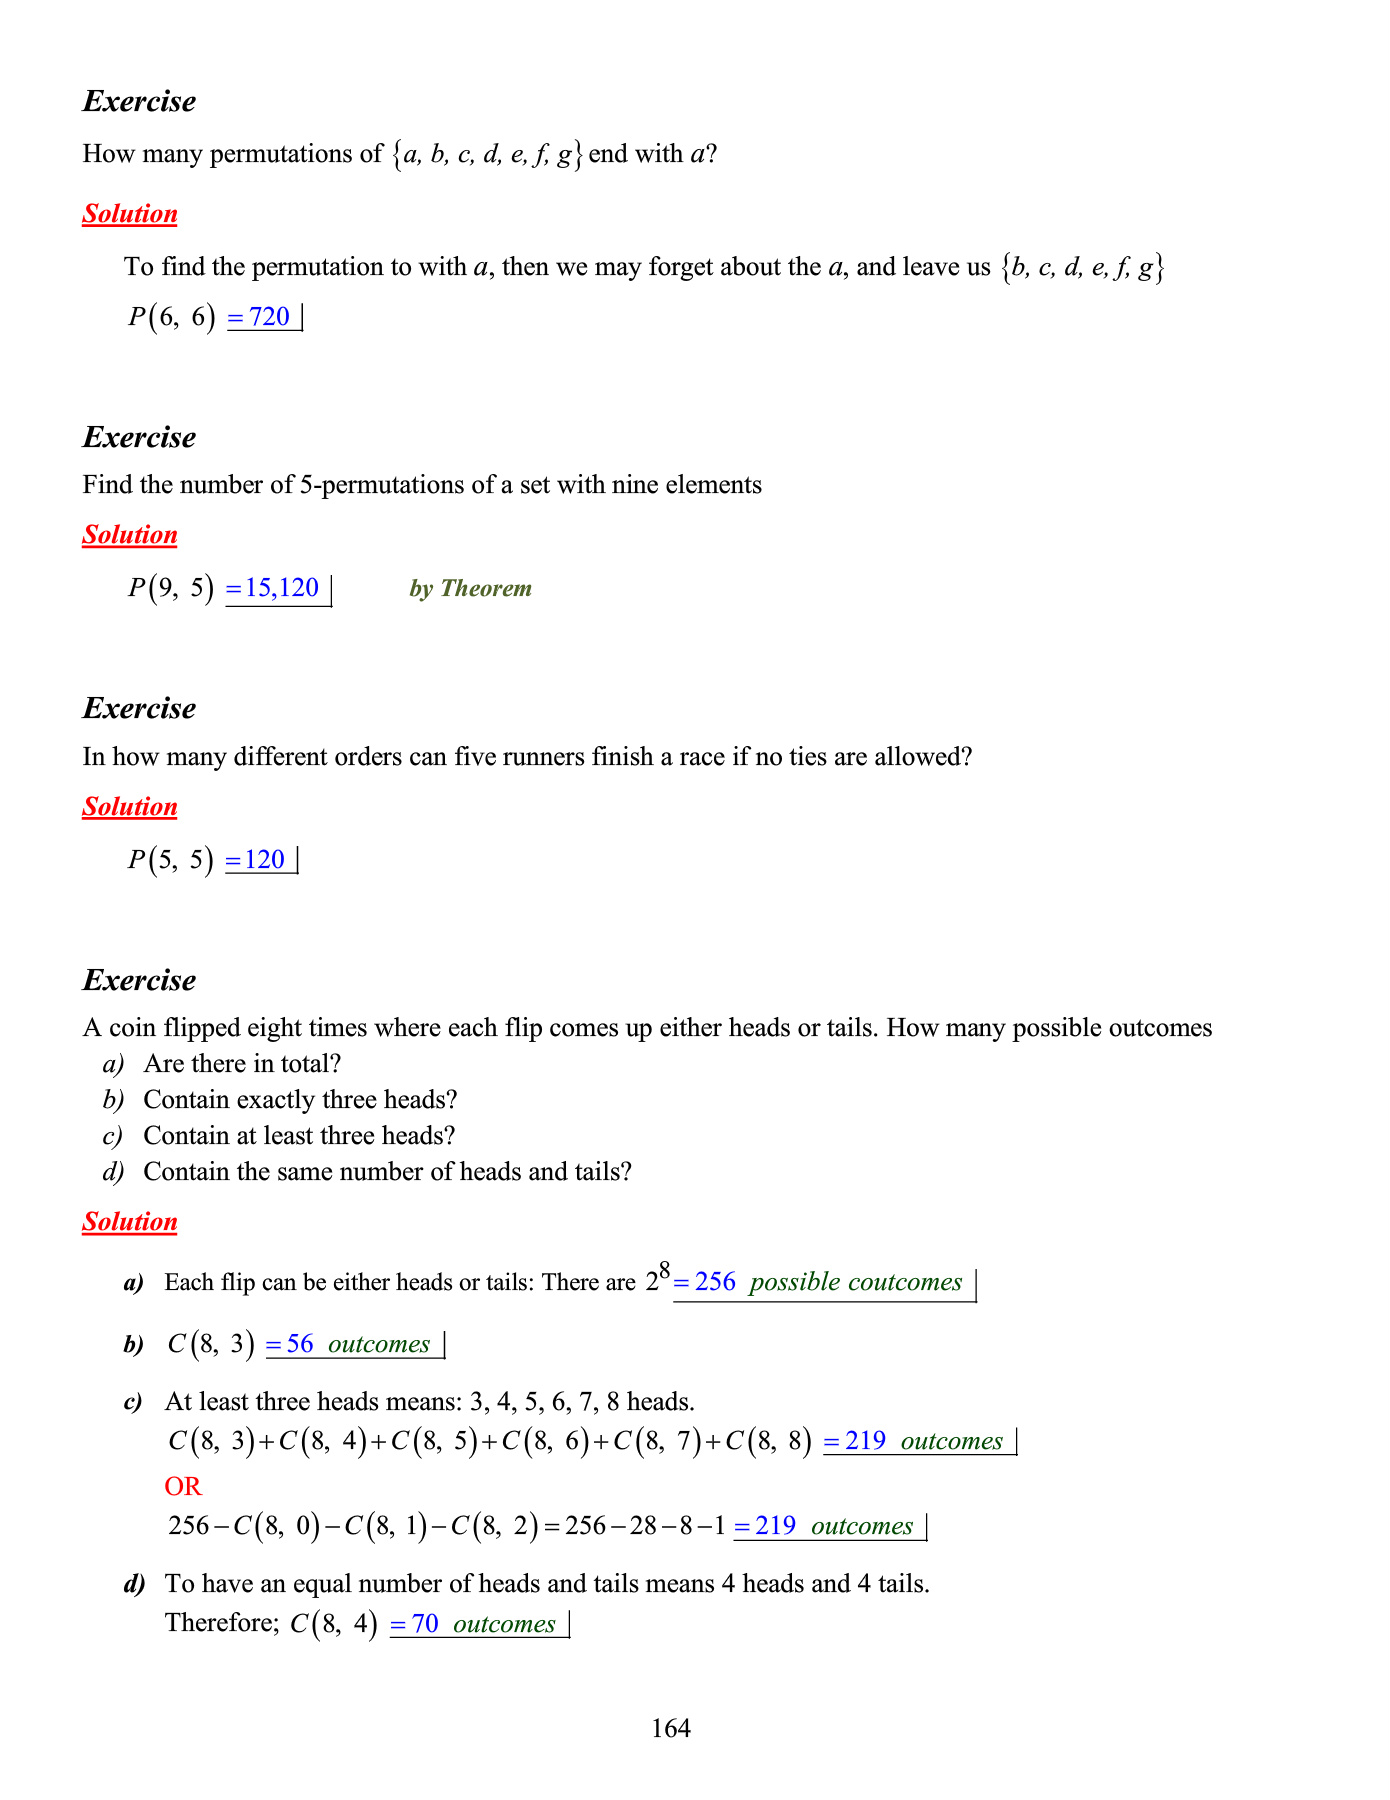 Exercise
How many permutations of {a, b, c, d, e, f, g} end with a?
Solution
To find the permutation to with a, then we may forget about the a, and leave us {b, c, d, e, f, g}
P(6, 6) = 720
Exercise
Find the number of 5-permutations of a set with nine elements
Solution
P(9, 5) = 15,120 by Theorem
Exercise
In how many different orders can five runners finish a race if no ties are allowed?
Solution
P(5, 5) = 120
Exercise
A coin flipped eight times where each flip comes up either heads or tails. How many possible outcomes
a) Are there in total?
b) Contain exactly three heads?
c) Contain at least three heads?
d) Contain the same number of heads and tails?
Solution
a) Each flip can be either heads or tails: There are 2⁸ = 256 possible coutcomes
b) C(8, 3) = 56 outcomes
c) At least three heads means: 3, 4, 5, 6, 7, 8 heads.
C(8, 3)+C(8, 4)+C(8, 5)+C(8, 6)+C(8, 7)+C(8, 8) = 219 outcomes
OR
256−C(8, 0)−C(8, 1)−C(8, 2)=256−28−8−1 = 219 outcomes
d) To have an equal number of heads and tails means 4 heads and 4 tails.
Therefore; C(8, 4) = 70 outcomes
164